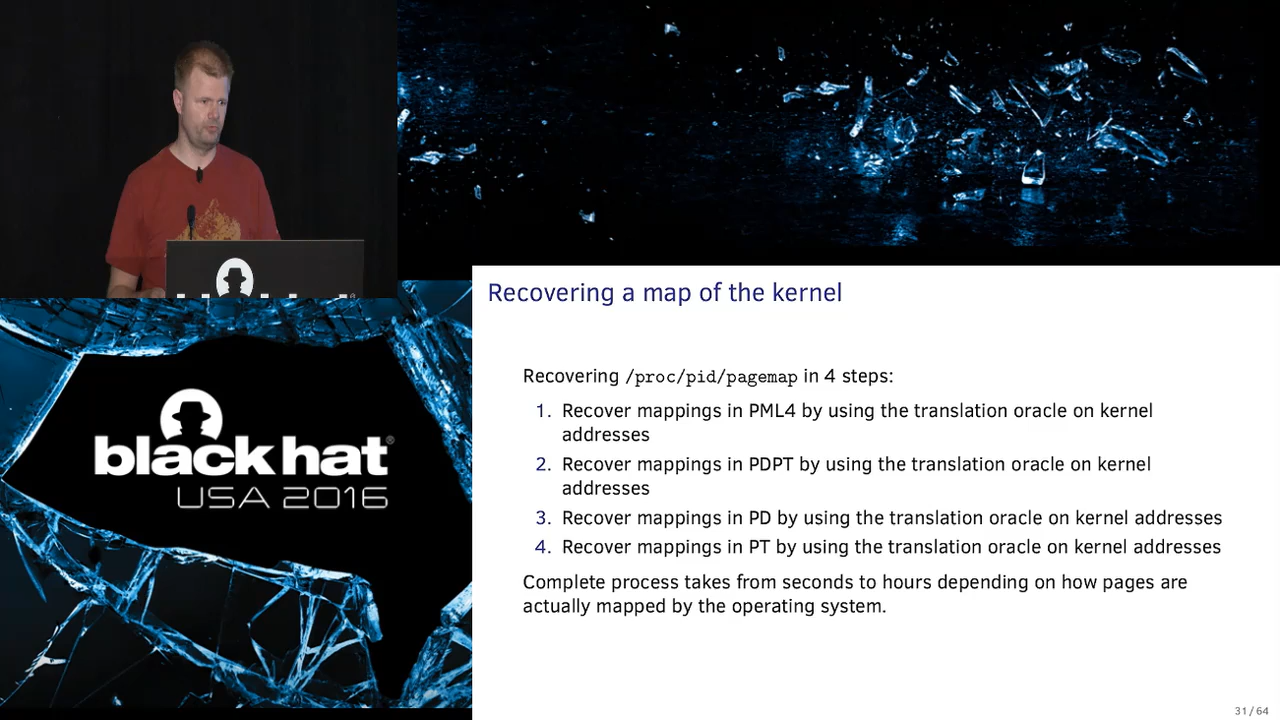 black hat®
USA 2016
Recovering a map of the kernel
Recovering /proc/pid/pagemap in 4 steps:
1. Recover mappings in PML4 by using the translation oracle on kernel
addresses
2. Recover mappings in PDPT by using the translation oracle on kernel
addresses
3. Recover mappings in PD by using the translation oracle on kernel addresses
4. Recover mappings in PT by using the translation oracle on kernel addresses
Complete process takes from seconds to hours depending on how pages are
actually mapped by the operating system.
31 / 64